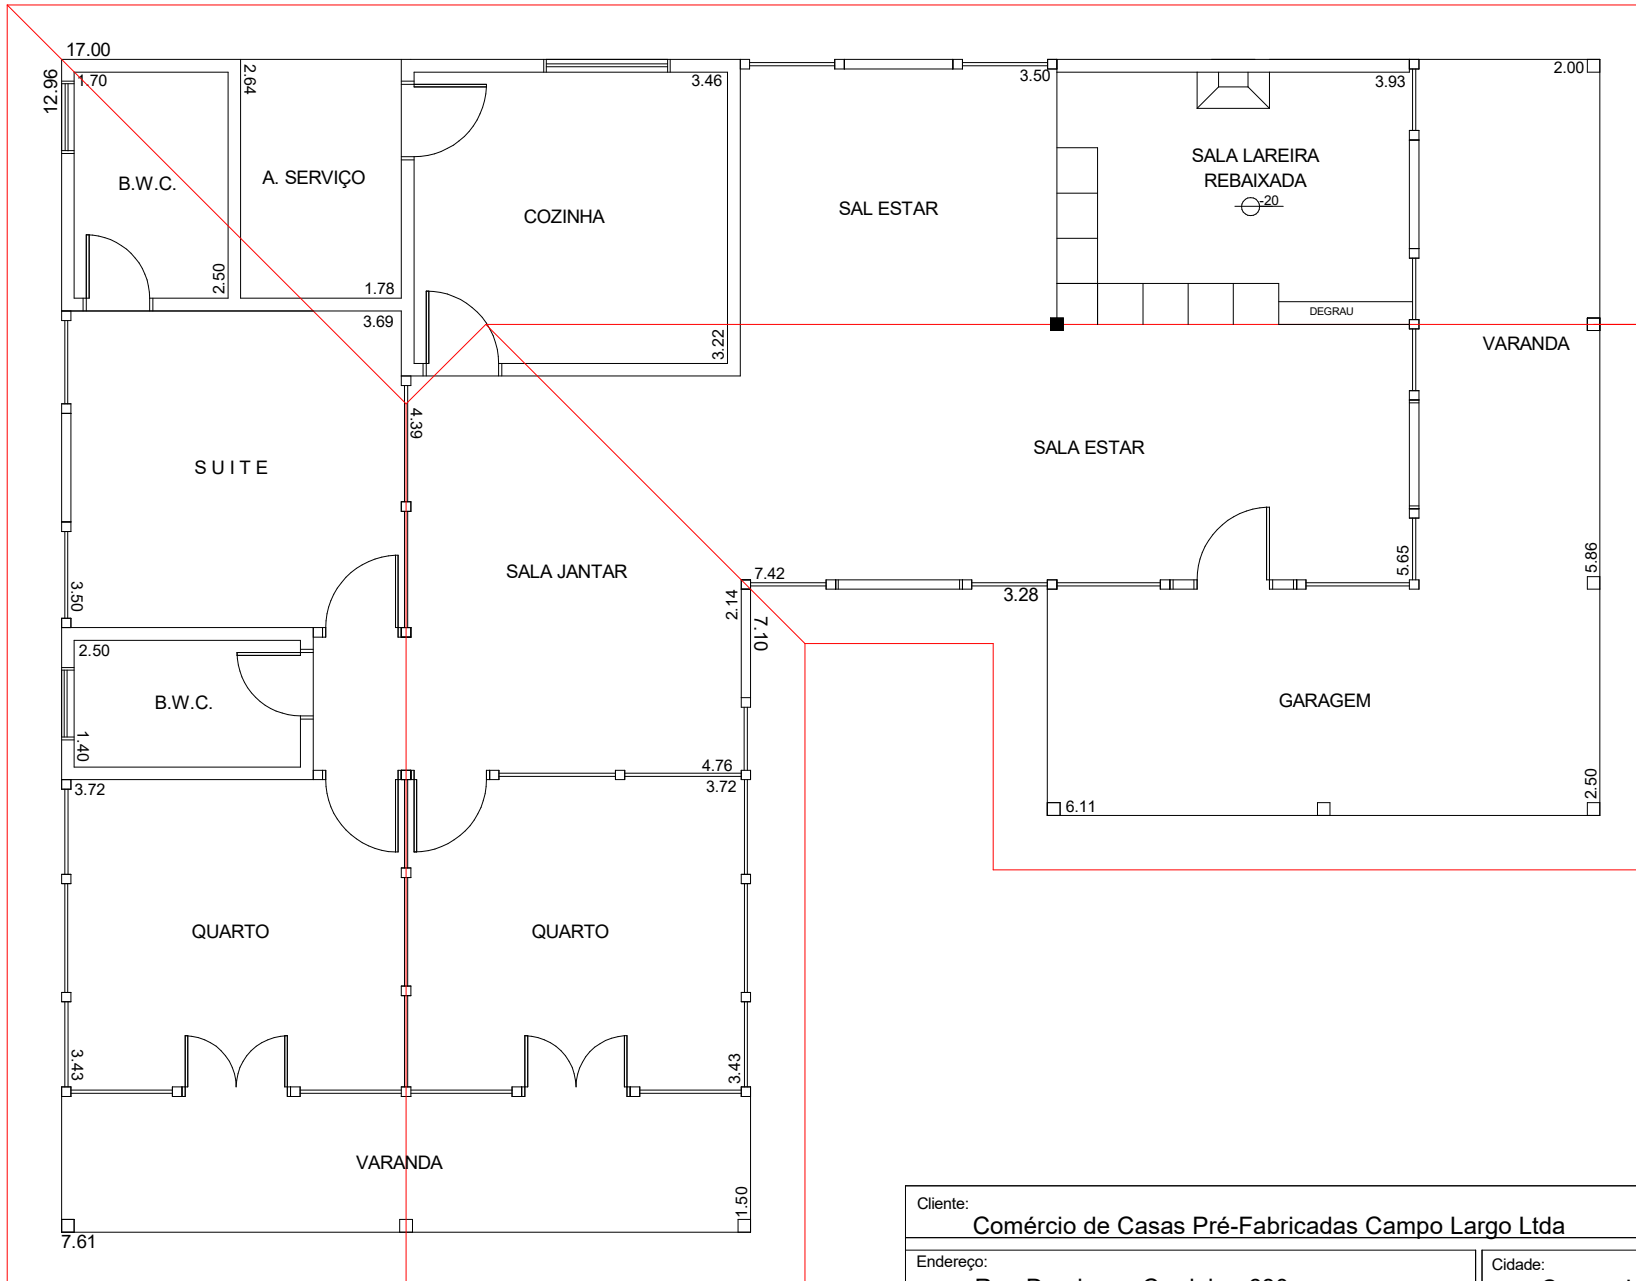 17.00
12.96
1.70
2.64
3.46
3.50
3.93
2.00
B.W.C.
A. SERVIÇO
COZINHA
SAL ESTAR
SALA LAREIRA
REBAIXADA
-20
2.50
1.78
3.69
3.22
DEGRAU
VARANDA
4.39
SUITE
SALA ESTAR
SALA JANTAR
3.50
7.42
2.14
7.10
3.28
5.65
5.86
2.50
B.W.C.
1.40
GARAGEM
4.76
3.72
3.72
6.11
2.50
QUARTO
QUARTO
3.43
3.43
VARANDA
1.50
7.61
Cliente:
Comércio de Casas Pré-Fabricadas Campo Largo Ltda
Endereço:
Cidade: